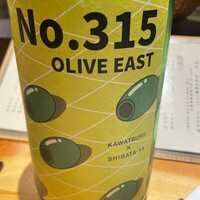 No.315
OLIVE EAST
KAWATSURU
×
SHIBATA-YA